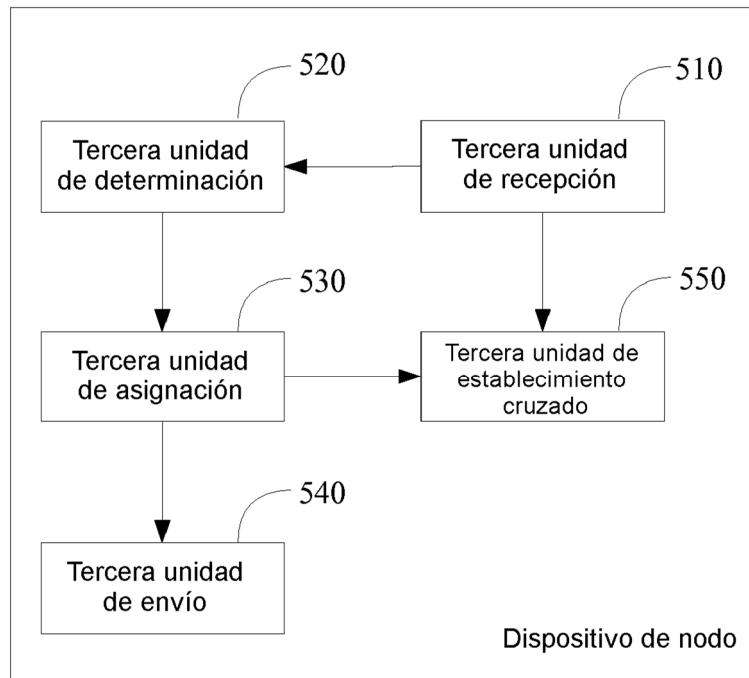 520
510
Tercera unidad
de determinación
Tercera unidad
de recepción
530
550
Tercera unidad
de asignación
Tercera unidad de
establecimiento
cruzado
540
Tercera unidad
de envío
Dispositivo de nodo